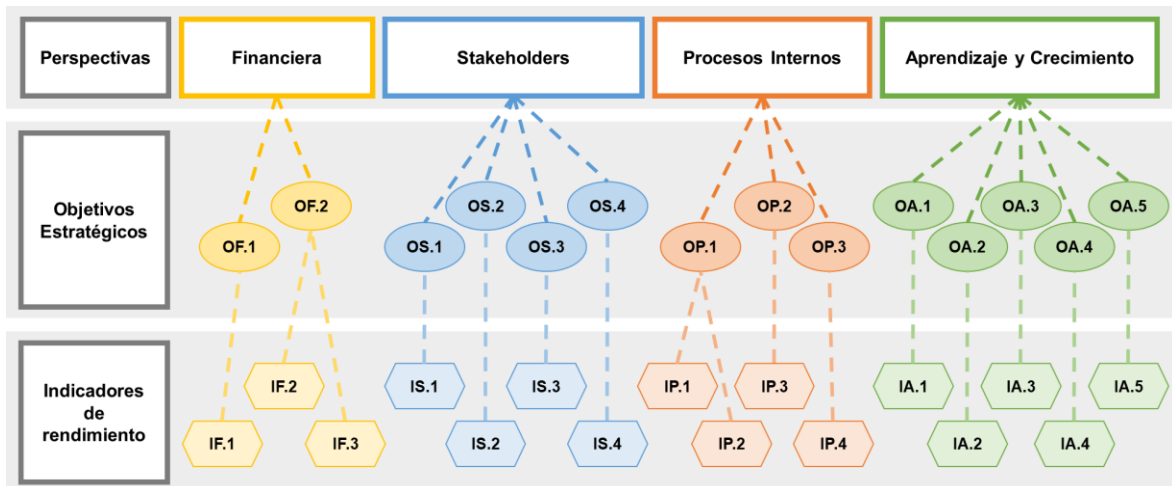 Perspectivas
Financiera
Stakeholders
Procesos Internos
Aprendizaje y Crecimiento
Objetivos
Estratégicos
OF.1
OF.2
OS.1
OS.2
OS.3
OS.4
OP.1
OP.2
OP.3
OA.1
OA.2
OA.3
OA.4
OA.5
Indicadores
de
rendimiento
IF.1
IF.2
IF.3
IS.1
IS.2
IS.3
IS.4
IP.1
IP.2
IP.3
IP.4
IA.1
IA.2
IA.3
IA.4
IA.5